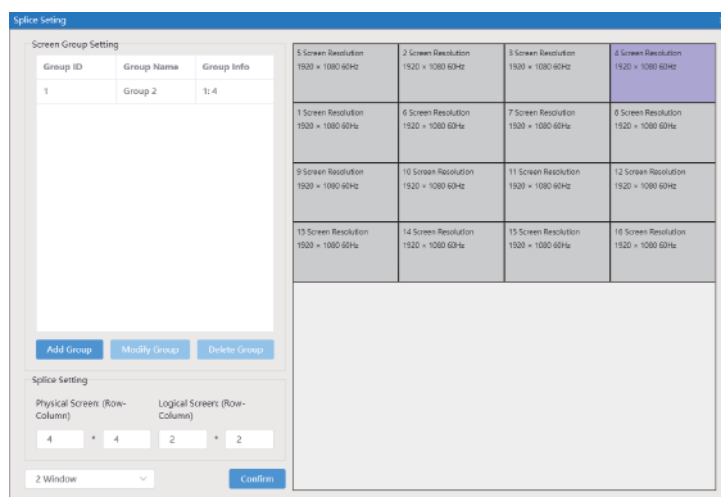 Splice Seting
Screen Group Setting
Group ID Group Name Group Info
1 Group 2 1: 4
Add Group Modify Group Delete Group
Splice Setting
Physical Screen: (Row-
Column)
Logical Screen: (Row-
Column)
4 * 4 2 * 2
2 Window Confirm
5 Screen Resolution
1920 × 1080 60Hz
2 Screen Resolution
1920 × 1080 60Hz
3 Screen Resolution
1920 × 1080 60Hz
4 Screen Resolution
1920 × 1080 60Hz
1 Screen Resolution
1920 × 1080 60Hz
6 Screen Resolution
1920 × 1080 60Hz
7 Screen Resolution
1920 × 1080 60Hz
8 Screen Resolution
1920 × 1080 60Hz
9 Screen Resolution
1920 × 1080 60Hz
10 Screen Resolution
1920 × 1080 60Hz
11 Screen Resolution
1920 × 1080 60Hz
12 Screen Resolution
1920 × 1080 60Hz
13 Screen Resolution
1920 × 1080 60Hz
14 Screen Resolution
1920 × 1080 60Hz
15 Screen Resolution
1920 × 1080 60Hz
16 Screen Resolution
1920 × 1080 60Hz